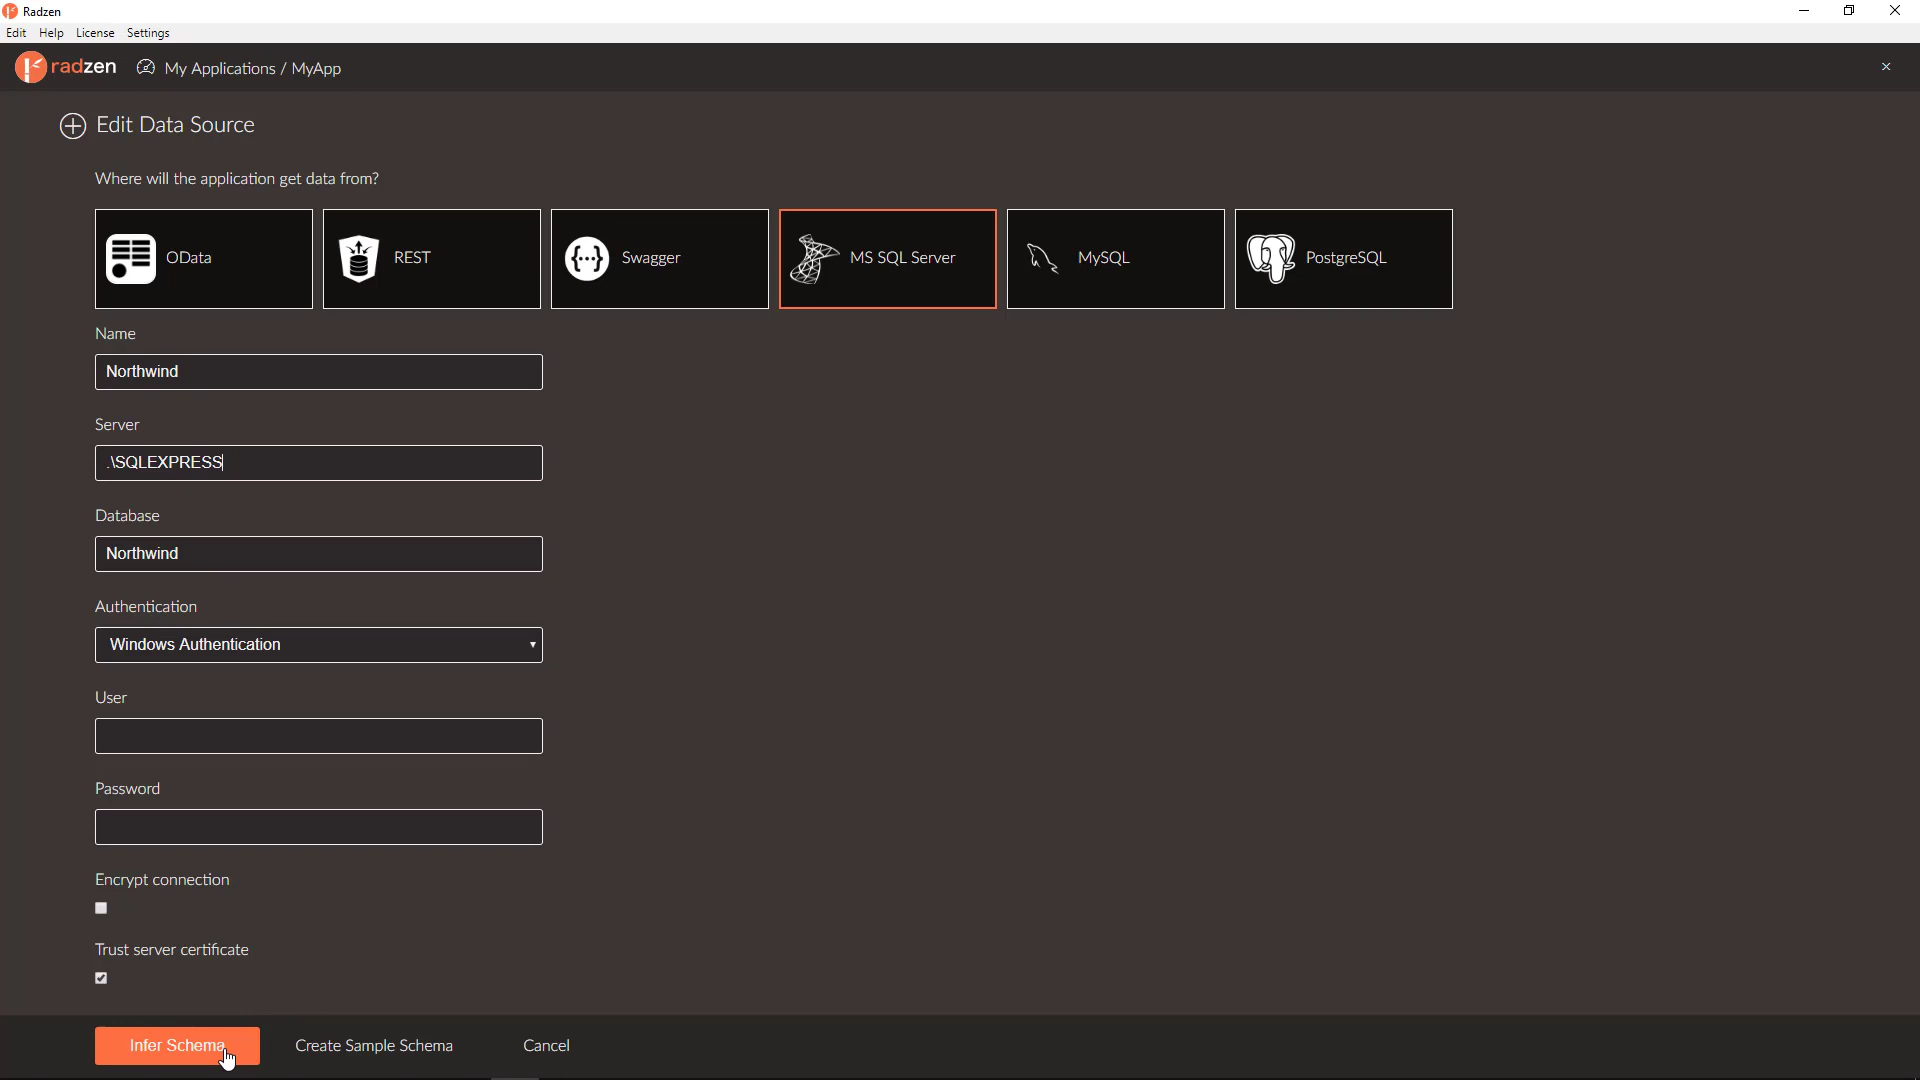 Radzen
Edit Help License Settings
radzen My Applications / MyApp
Edit Data Source
Where will the application get data from?
OData REST Swagger MS SQL Server MySQL PostgreSQL
Name
Northwind
Server
.\SQLEXPRESS
Database
Northwind
Authentication
Windows Authentication
User
Password
Encrypt connection
Trust server certificate
Infer Schema Create Sample Schema Cancel